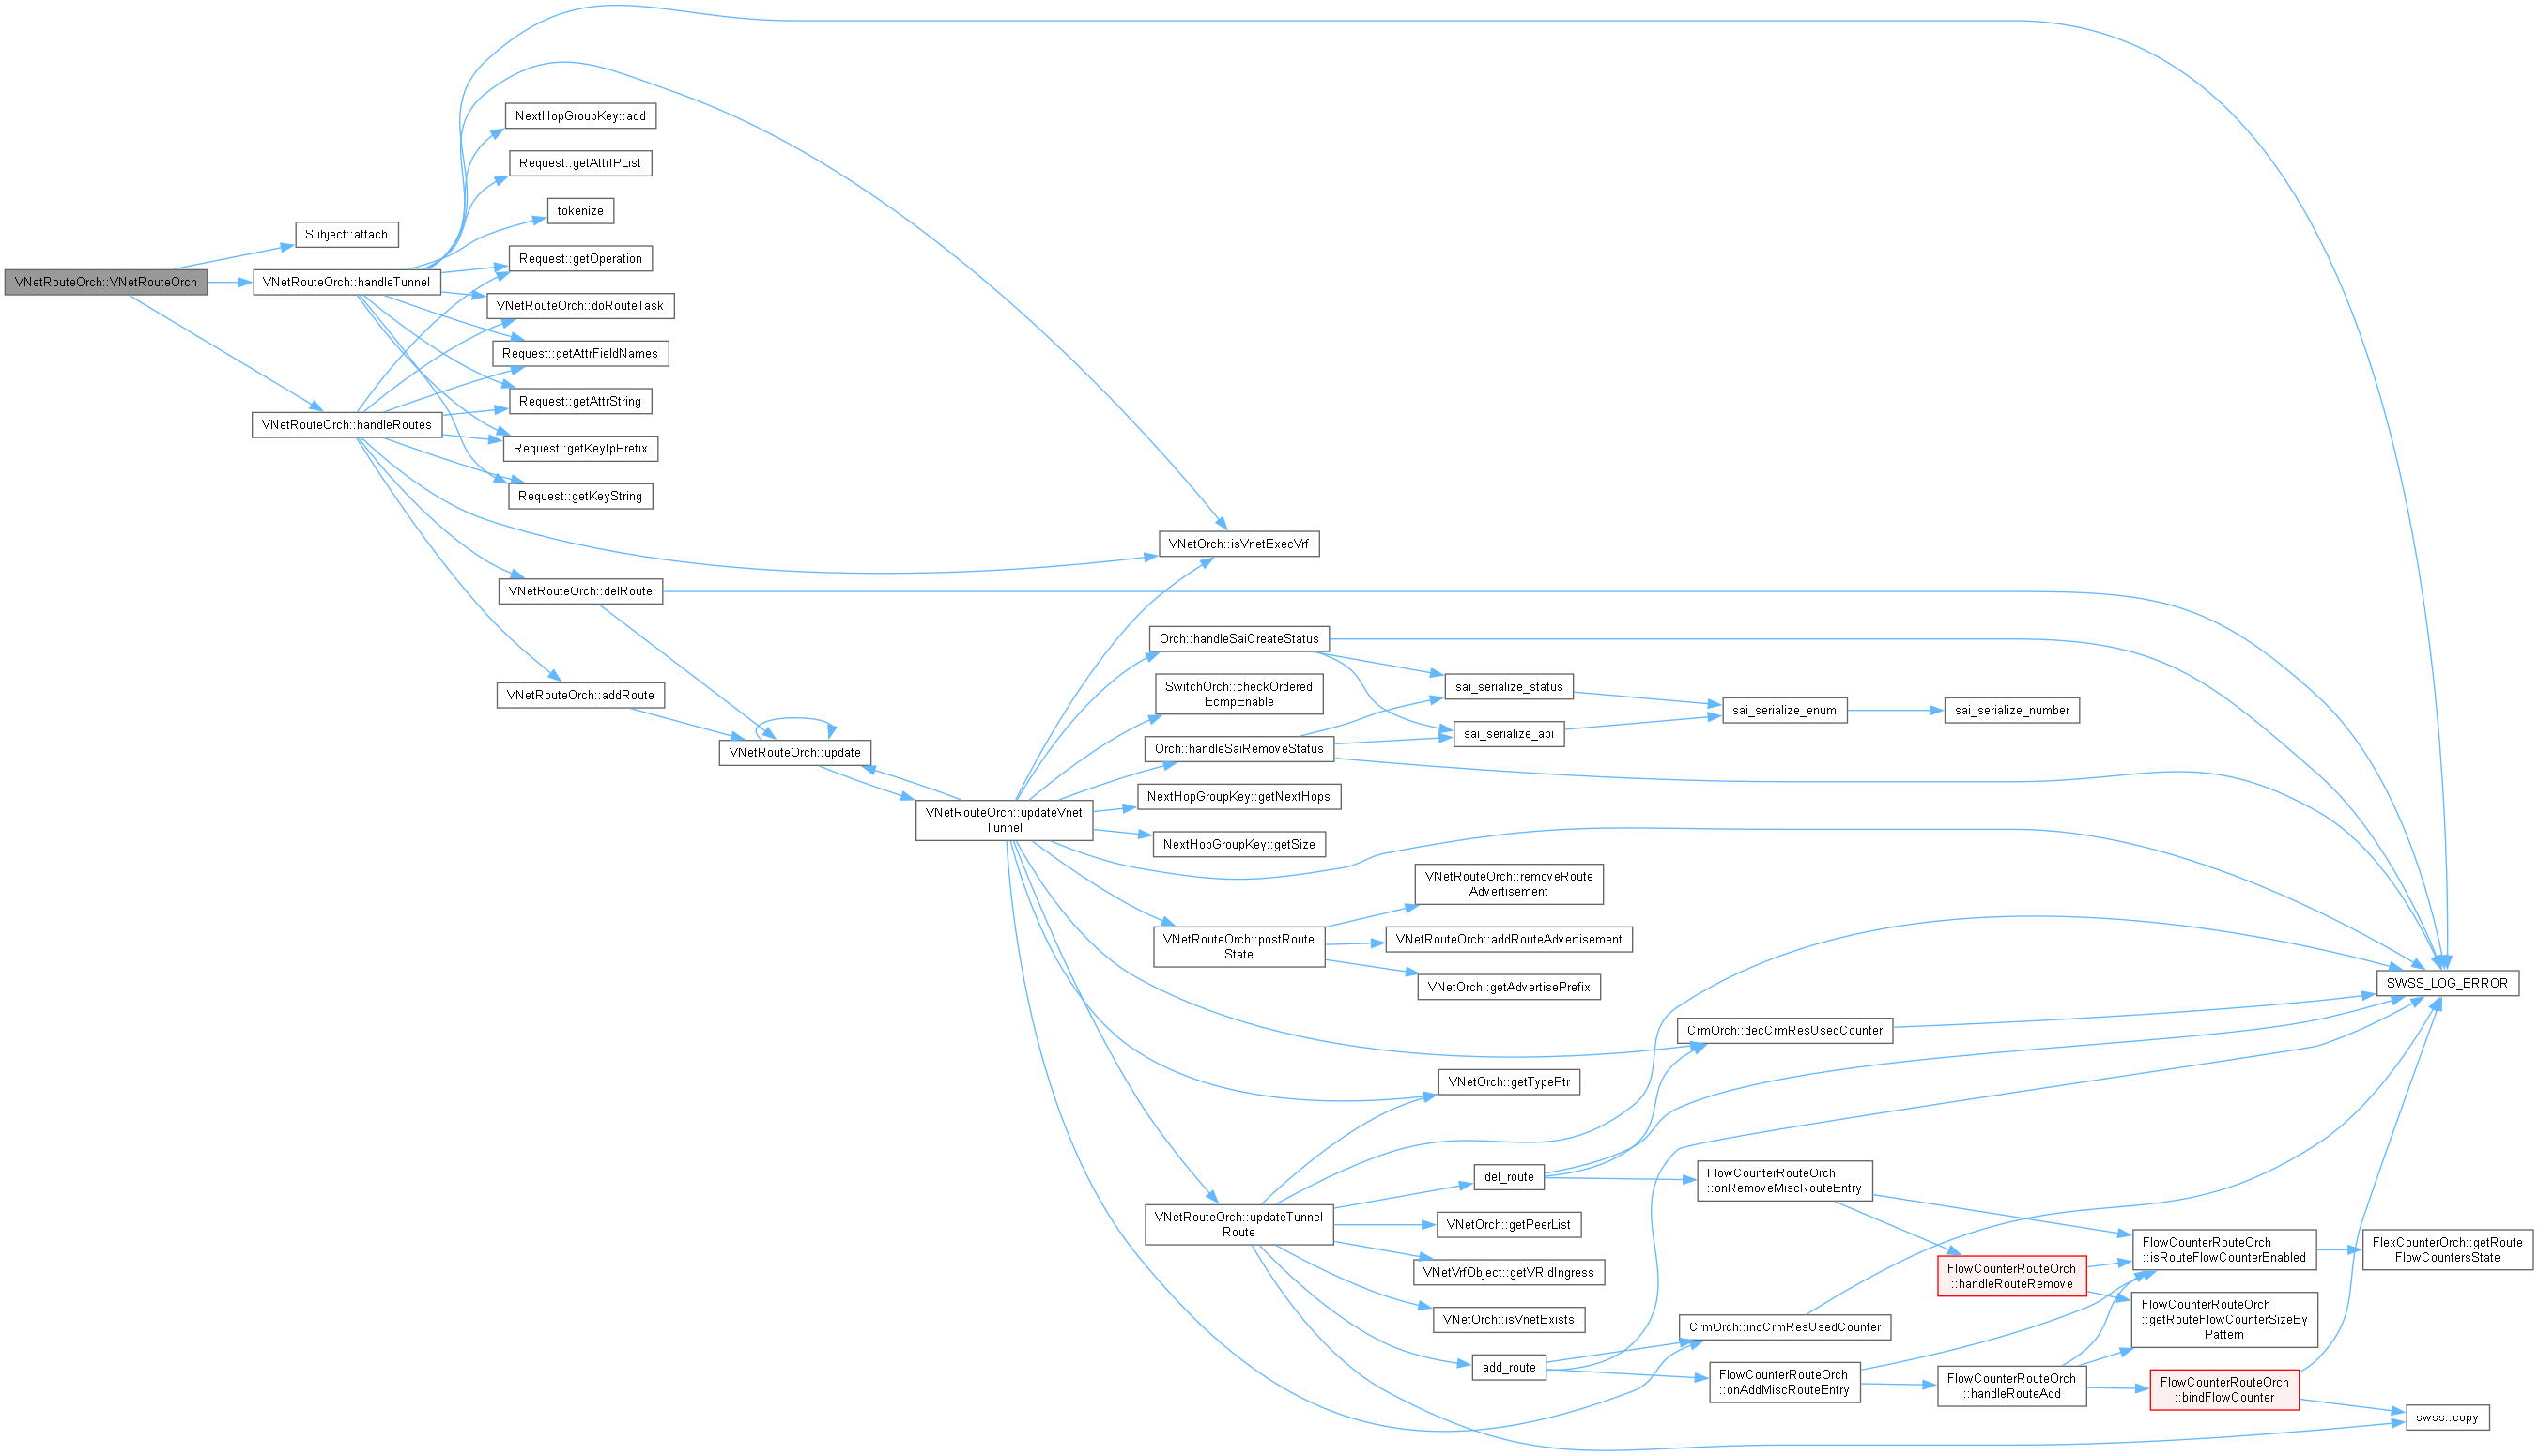 NextHopGroupKey::add
Request::getAttrIPList
tokenize
Subject::attach
Request::getOperation
VNetRouteOrch::VNetRouteOrch
VNetRouteOrch::handleTunnel
VNetRouteOrch::doRouteTask
Request::getAttrFieldNames
Request::getAttrString
VNetRouteOrch::handleRoutes
Request::getKeyIpPrefix
Request::getKeyString
VNetOrch::isVnetExecVrf
VNetRouteOrch::delRoute
Orch::handleSaiCreateStatus
VNetRouteOrch::addRoute
SwitchOrch::checkOrdered
EcmpEnable
sai_serialize_status
sai_serialize_enum
sai_serialize_number
sai_serialize_api
VNetRouteOrch::update
Orch::handleSaiRemoveStatus
NextHopGroupKey::getNextHops
VNetRouteOrch::updateVnet
Tunnel
NextHopGroupKey::getSize
VNetRouteOrch::removeRoute
Advertisement
VNetRouteOrch::postRoute
State
VNetRouteOrch::addRouteAdvertisement
VNetOrch::getAdvertisePrefix
SWSS_LOG_ERROR
CrmOrch::decCrmResUsedCounter
VNetOrch::getTypePtr
del_route
FlowCounterRouteOrch
::onRemoveMiscRouteEntry
VNetRouteOrch::updateTunnel
Route
VNetOrch::getPeerList
VNetVrfObject::getVRidIngress
FlowCounterRouteOrch
::handleRouteRemove
FlowCounterRouteOrch
::isRouteFlowCounterEnabled
FlexCounterOrch::getRoute
FlowCountersState
VNetOrch::isVnetExists
CrmOrch::incCrmResUsedCounter
FlowCounterRouteOrch
::getRouteFlowCounterSizeBy
Pattern
add_route
FlowCounterRouteOrch
::onAddMiscRouteEntry
FlowCounterRouteOrch
::handleRouteAdd
FlowCounterRouteOrch
::bindFlowCounter
swss::copy